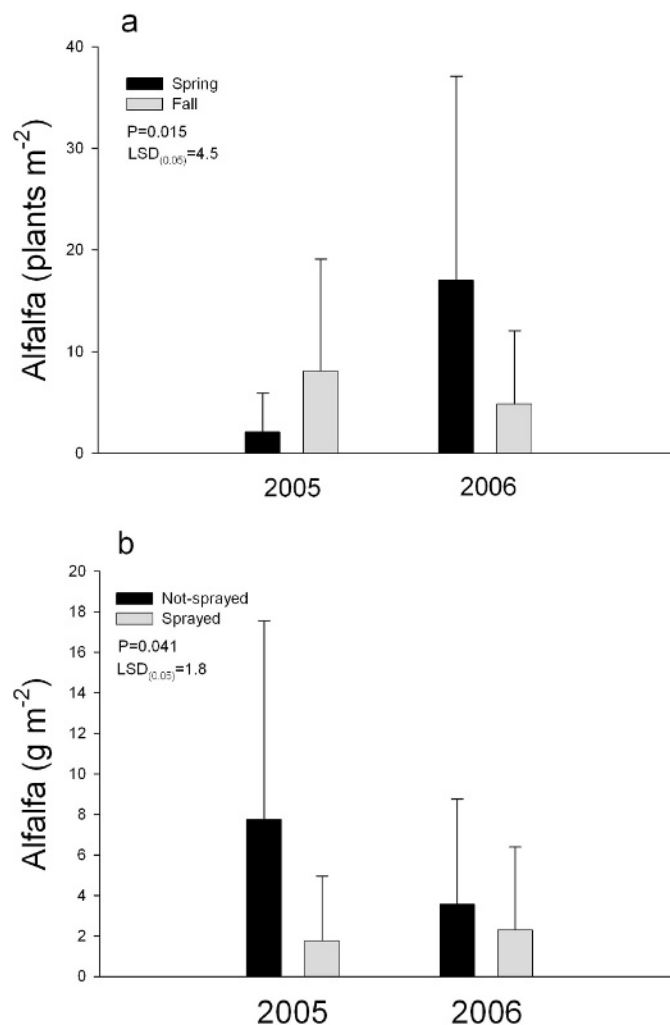 a
Alfalfa (plants m-2)
40
30
20
10
0
Spring
Fall
P=0.015
LSD(0.05)=4.5
2005 2006
b
Alfalfa (g m-2)
20
18
16
14
12
10
8
6
4
2
0
Not-sprayed
Sprayed
P=0.041
LSD(0.05)=1.8
2005 2006